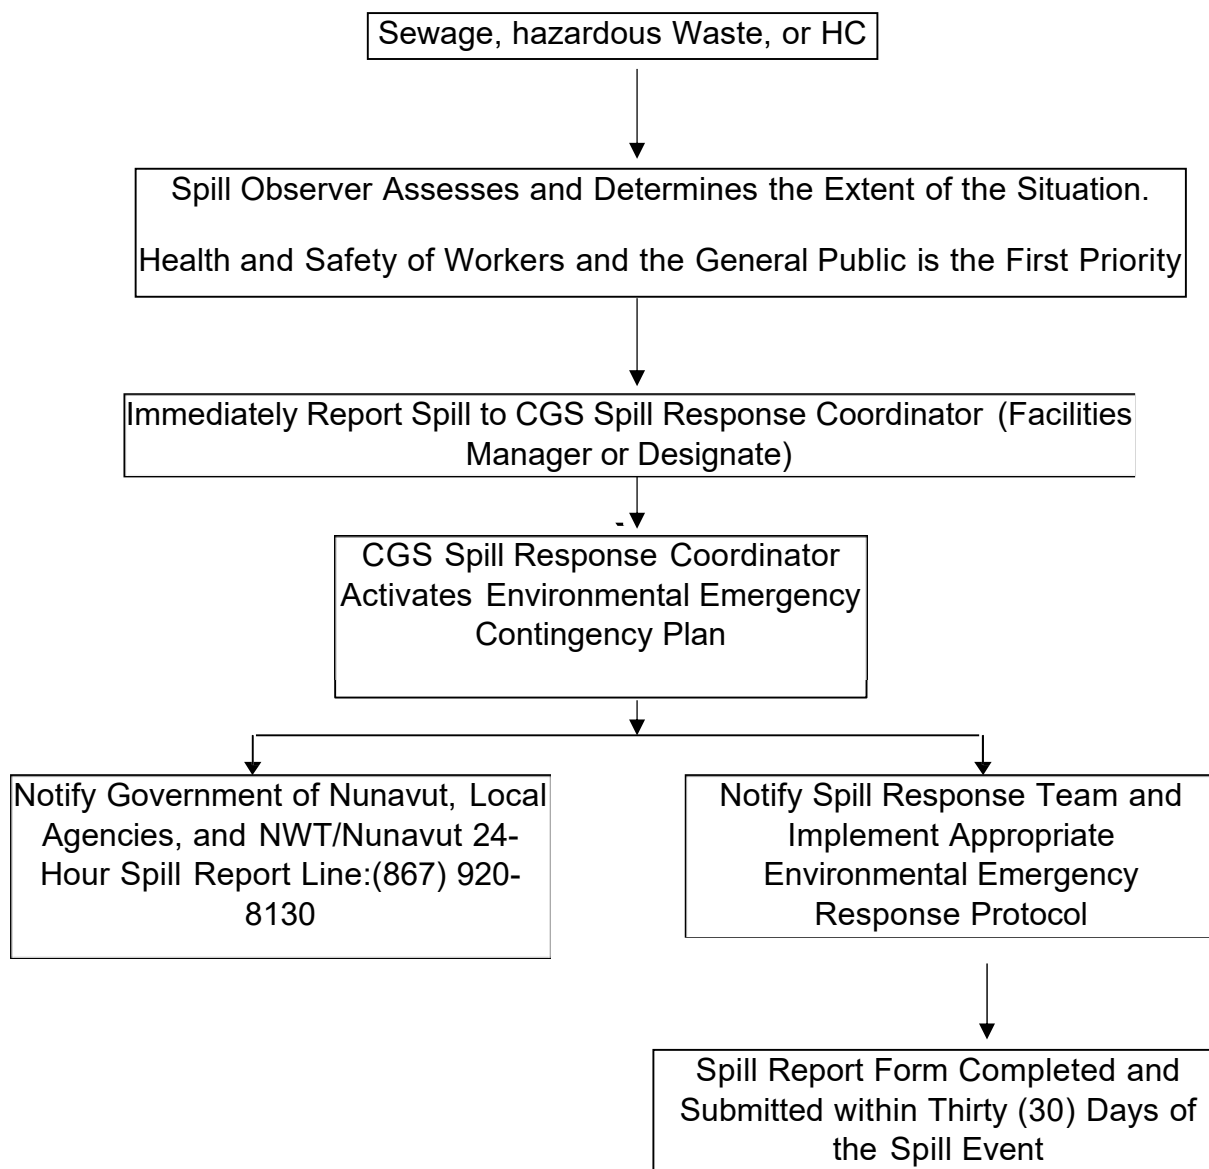 Sewage, hazardous Waste, or HC
Spill Observer Assesses and Determines the Extent of the Situation.
Health and Safety of Workers and the General Public is the First Priority
Immediately Report Spill to CGS Spill Response Coordinator (Facilities
Manager or Designate)
CGS Spill Response Coordinator
Activates Environmental Emergency
Contingency Plan
Notify Government of Nunavut, Local
Agencies, and NWT/Nunavut 24-
Hour Spill Report Line:(867) 920-
8130
Notify Spill Response Team and
Implement Appropriate
Environmental Emergency
Response Protocol
Spill Report Form Completed and
Submitted within Thirty (30) Days of
the Spill Event